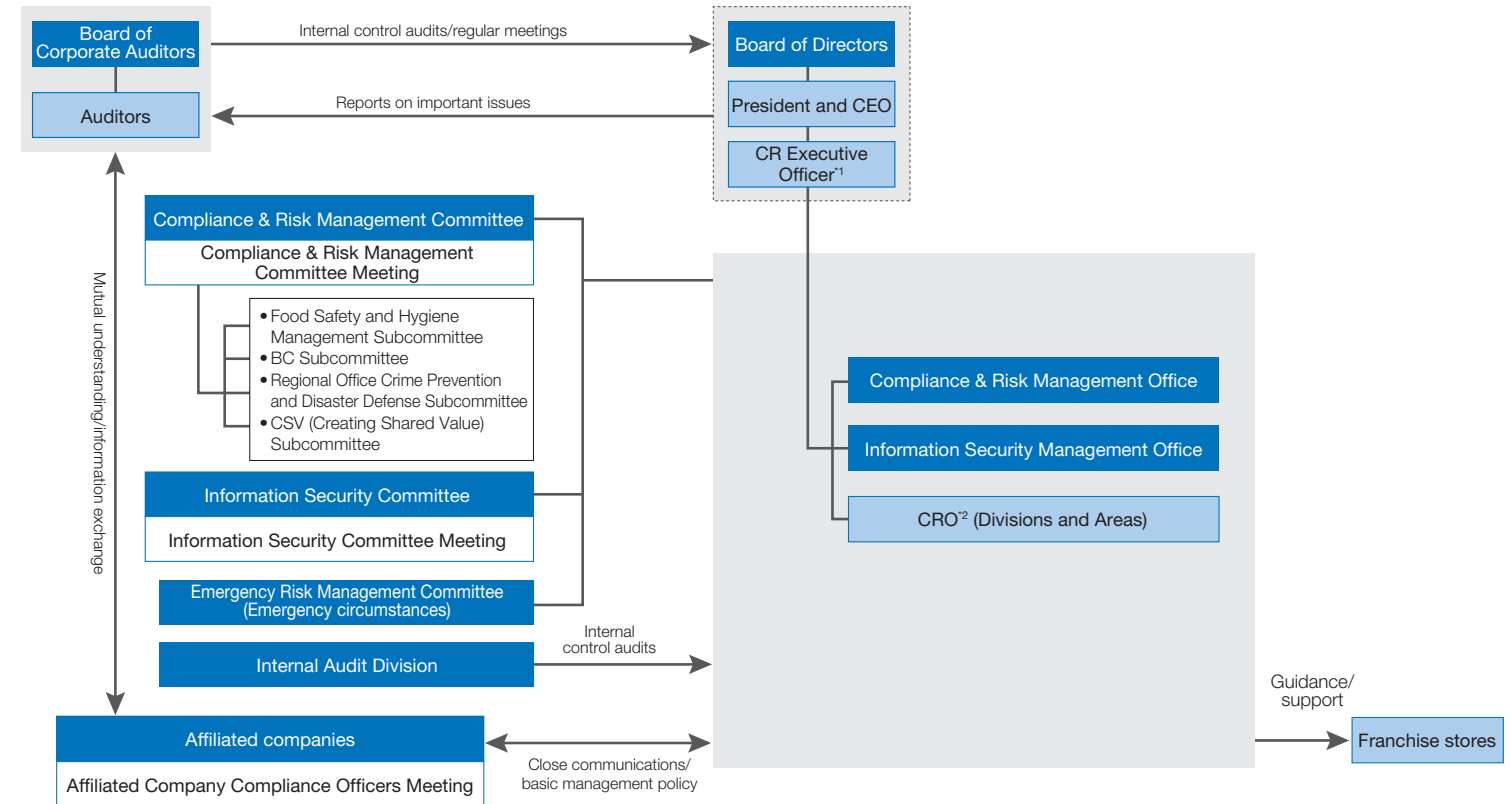 Board of
Corporate Auditors
Auditors
Internal control audits/regular meetings
Reports on important issues
Board of Directors
President and CEO
CR Executive
Officer*1
Mutual understanding/information exchange
Compliance & Risk Management Committee
Compliance & Risk Management
Committee Meeting
• Food Safety and Hygiene
Management Subcommittee
• BC Subcommittee
• Regional Office Crime Prevention
and Disaster Defense Subcommittee
• CSV (Creating Shared Value)
Subcommittee
Information Security Committee
Information Security Committee Meeting
Emergency Risk Management Committee
(Emergency circumstances)
Internal Audit Division
Internal
control audits
Compliance & Risk Management Office
Information Security Management Office
CRO*2 (Divisions and Areas)
Affiliated companies
Affiliated Company Compliance Officers Meeting
Close communications/
basic management policy
Guidance/
support
Franchise stores